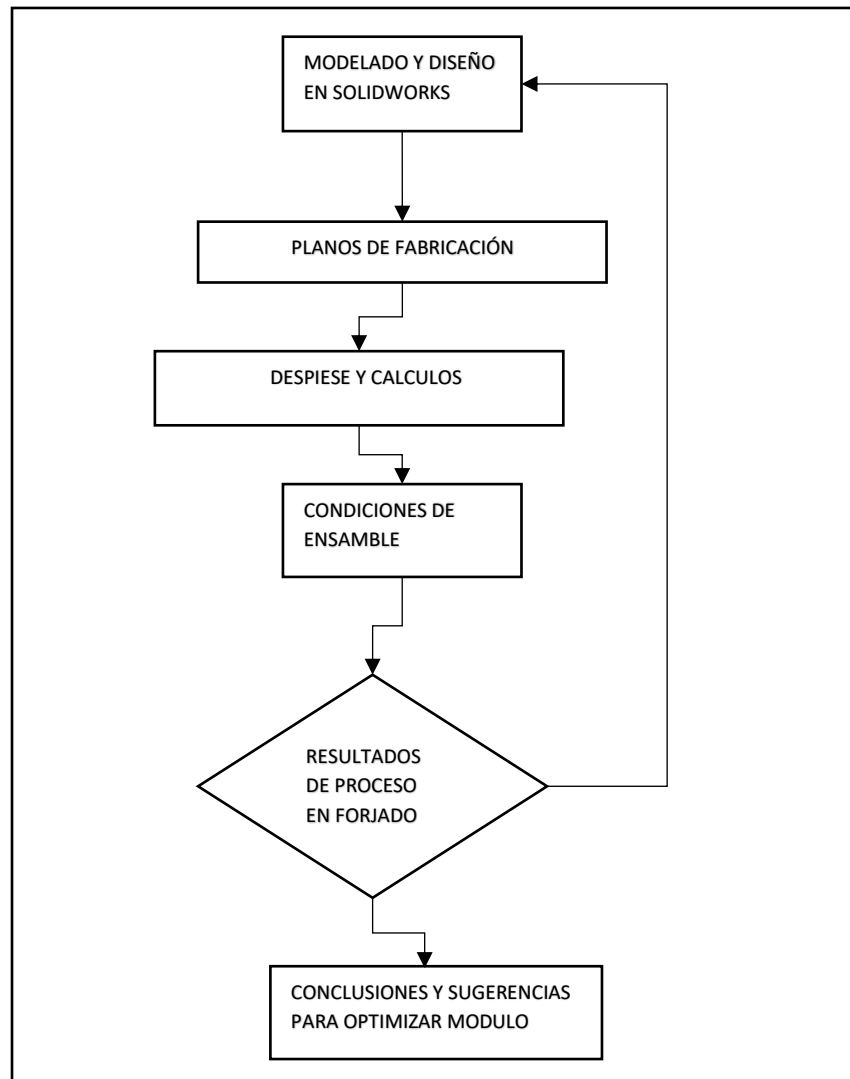 MODELADO Y DISEÑO
EN SOLIDWORKS
PLANOS DE FABRICACIÓN
DESPIESE Y CALCULOS
CONDICIONES DE
ENSAMBLE
RESULTADOS
DE PROCESO
EN FORJADO
CONCLUSIONES Y SUGERENCIAS
PARA OPTIMIZAR MODULO